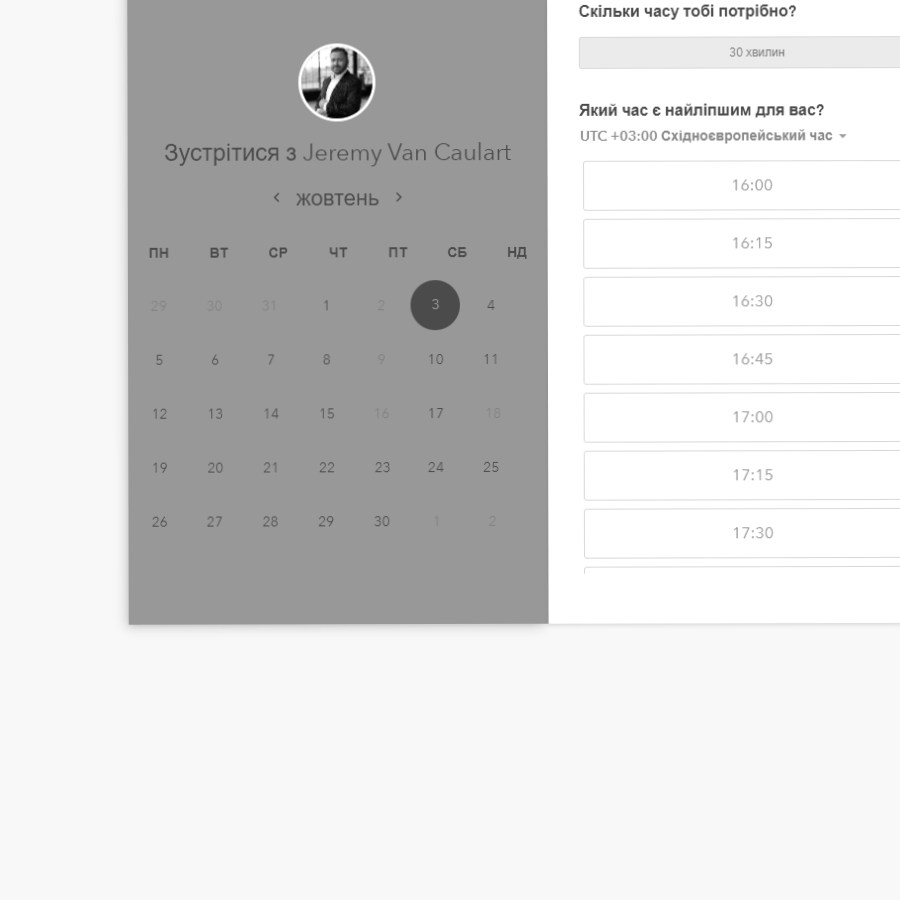 Зустрітися з Jeremy Van Caulart
жовтень
ПН ВТ СР ЧТ ПТ СБ НД
29 30 31 1 2 3 4
5 6 7 8 9 10 11
12 13 14 15 16 17 18
19 20 21 22 23 24 25
26 27 28 29 30 1 2
Скільки часу тобі потрібно?
30 хвилин
Який час є найліпшим для вас?
UTC +03:00 Східноєвропейський час
16:00
16:15
16:30
16:45
17:00
17:15
17:30